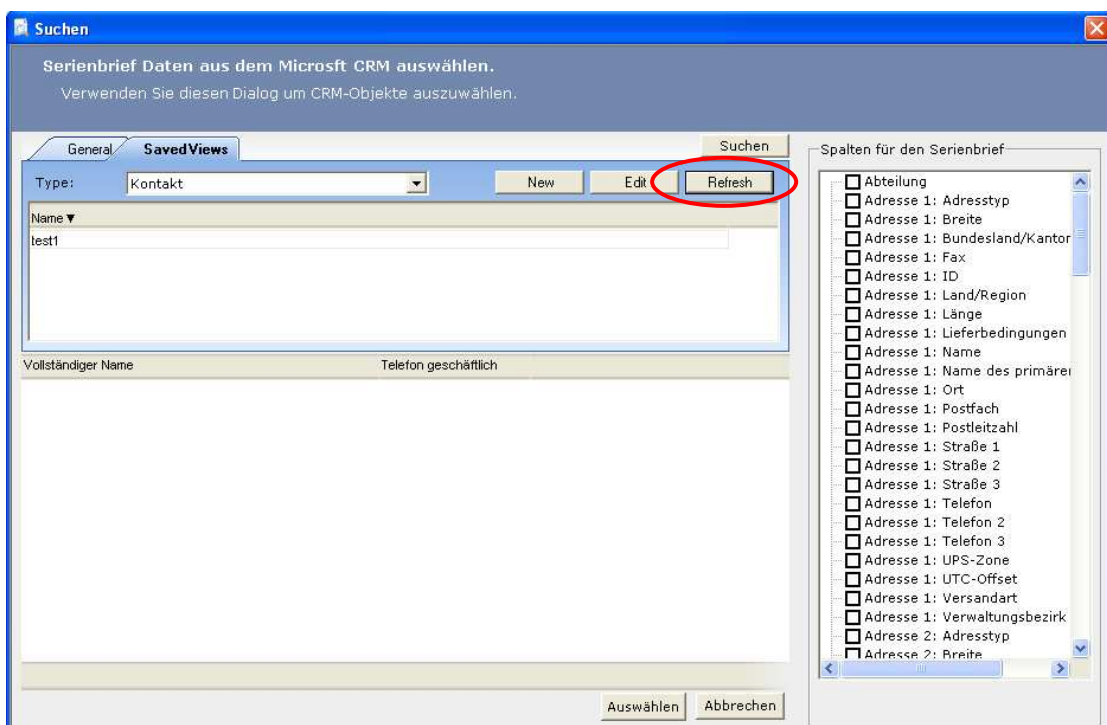 Suchen
Serienbrief Daten aus dem Microsft CRM auswählen.
Verwenden Sie diesen Dialog um CRM-Objekte auszuwählen.
General
SavedViews
Suchen
Type:
Kontakt
New
Edit
Refresh
Name
test1
Vollständiger Name
Telefon geschäftlich
Auswählen
Abbrechen
Spalten für den Serienbrief
Abteilung
Adresse 1: Adresstyp
Adresse 1: Breite
Adresse 1: Bundesland/Kantor
Adresse 1: Fax
Adresse 1: ID
Adresse 1: Land/Region
Adresse 1: Länge
Adresse 1: Lieferbedingungen
Adresse 1: Name
Adresse 1: Name des primärer
Adresse 1: Ort
Adresse 1: Postfach
Adresse 1: Postleitzahl
Adresse 1: Straße 1
Adresse 1: Straße 2
Adresse 1: Straße 3
Adresse 1: Telefon
Adresse 1: Telefon 2
Adresse 1: Telefon 3
Adresse 1: UPS-Zone
Adresse 1: UTC-Offset
Adresse 1: Versandart
Adresse 1: Verwaltungsbezirk
Adresse 2: Adresstyp
Adresse 2: Breite